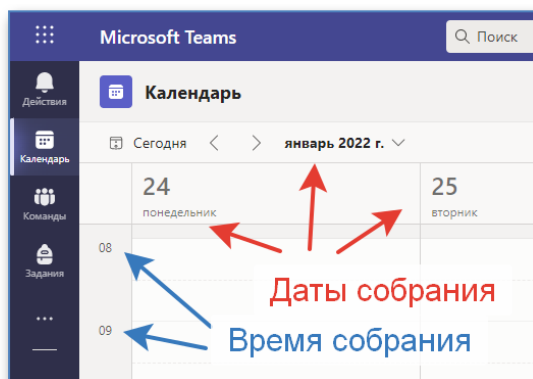 Microsoft Teams
Поиск
Действия
Календарь
Календарь
Сегодня
январь 2022 г.
Команды
24
понедельник
25
вторник
Задания
08
Даты собрания
09
Время собрания